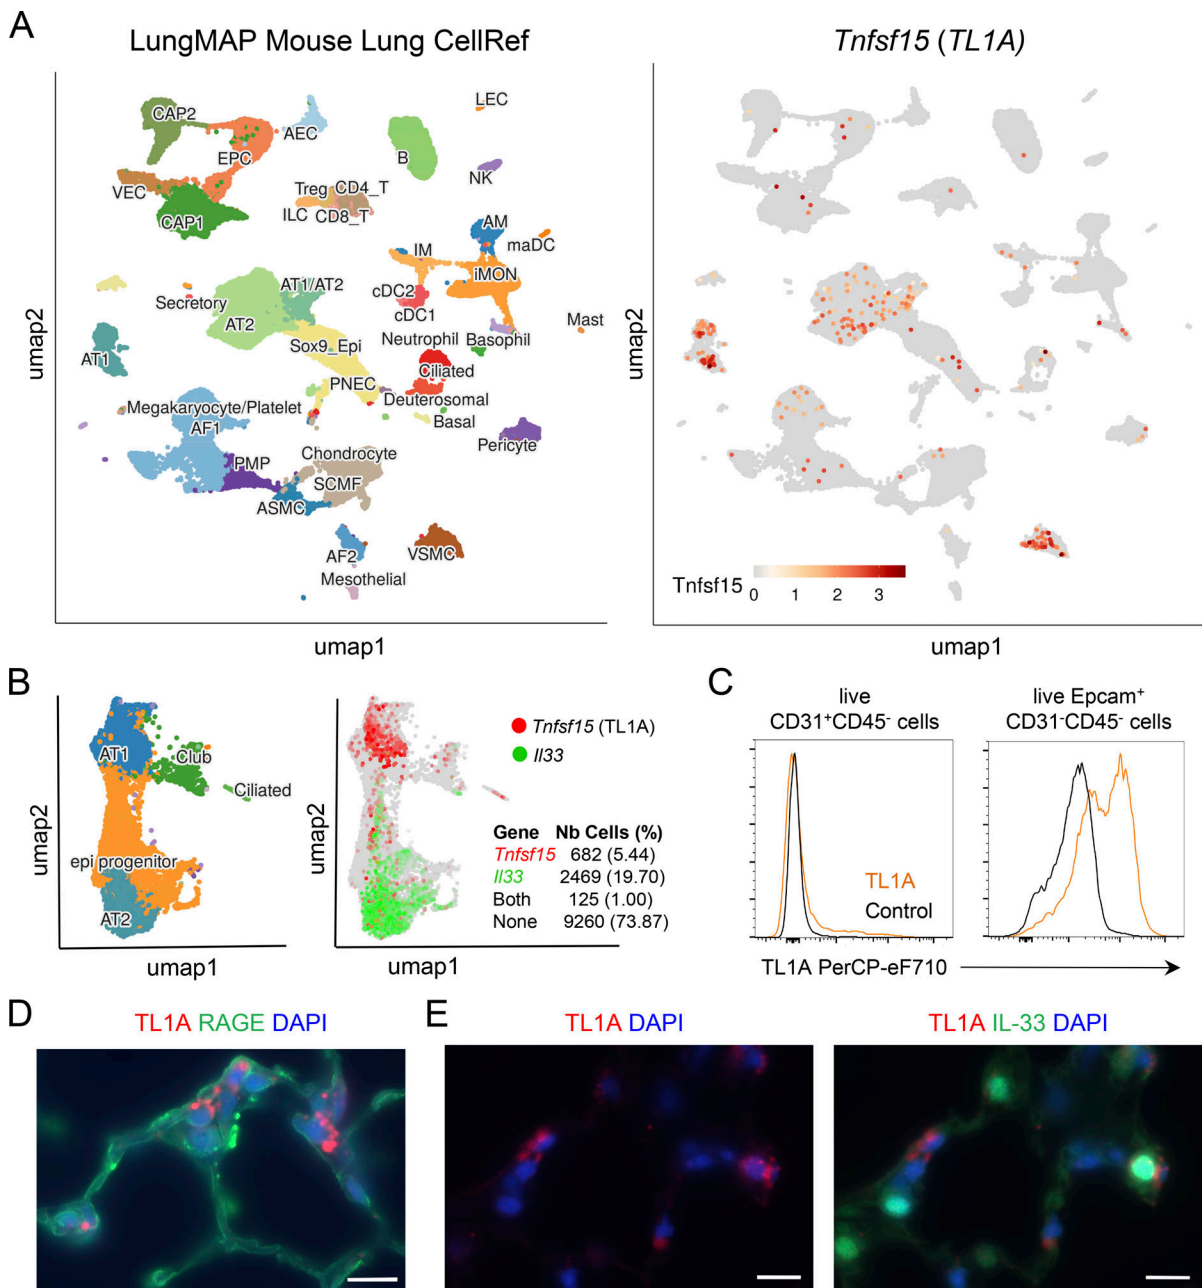 A
LungMAP Mouse Lung CellRef
Tnfsf15 (TL1A)
CAP2
AEC
LEC
EPC
B
NK
VEC
CAP1
Treg CD4_T
ILC CD8_T
AM
maDC
IM
iMON
AT1/AT2
cDC2
cDC1
Secretory
AT2
Mast
Neutrophil Basophil
Sox9_Epi
AT1
Ciliated
PNEC
Deuterosomal
Megakaryocyte/Platelet
AF1
Basal
Pericyte
PMP
Chondrocyte
SCMF
ASMC
AF2
VSMC
Mesothelial
umap2
umap1
umap2
Tnfsf15
0 1 2 3
umap1
B
AT1
Club
Ciliated
epi progenitor
AT2
umap2
umap1
Tnfsf15 (TL1A)
Il33
Gene Nb Cells (%)
Tnfsf15 682 (5.44)
Il33 2469 (19.70)
Both 125 (1.00)
None 9260 (73.87)
umap2
umap1
C
live
CD31+CD45- cells
live Epcam+
CD31-CD45- cells
TL1A
Control
TL1A PerCP-eF710
D
TL1A RAGE DAPI
E
TL1A DAPI
TL1A IL-33 DAPI